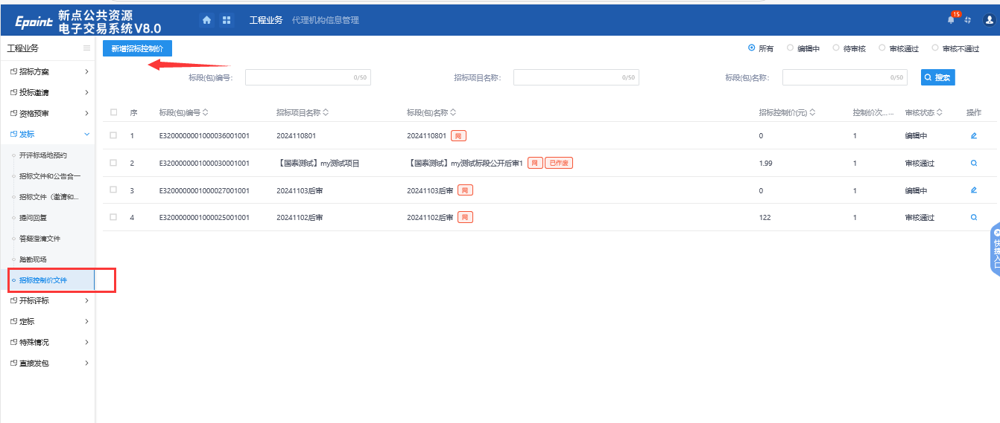 Epoint 新点公共资源
电子交易系统V8.0
工程业务 代理机构信息管理
15
工程业务
招标方案
投标邀请
资格预审
发标
开评标场地预约
招标文件和公告合一
招标文件（邀请和...
提问回复
答疑澄清文件
踏勘现场
招标控制价文件
开标评标
定标
特殊情况
直接发包
新增招标控制价
所有 编辑中 待审核 审核通过 审核不通过
标段(包)编号: 0/50 招标项目名称: 0/50 标段(包)名称: 0/50 搜索
序 标段(包)编号 招标项目名称 标段(包)名称 招标控制价(元) 控制价次...... 审核状态 操作
1 E3200000001000036001001 2024110801 2024110801 网 0 1 编辑中
2 E3200000001000030001001 【国泰测试】my测试项目 【国泰测试】my测试标段公开后审1 网 已作废 1.99 1 审核通过
3 E3200000001000027001001 20241103后审 20241103后审 网 0 1 编辑中
4 E3200000001000025001001 20241102后审 20241102后审 网 122 1 审核通过
快捷入口